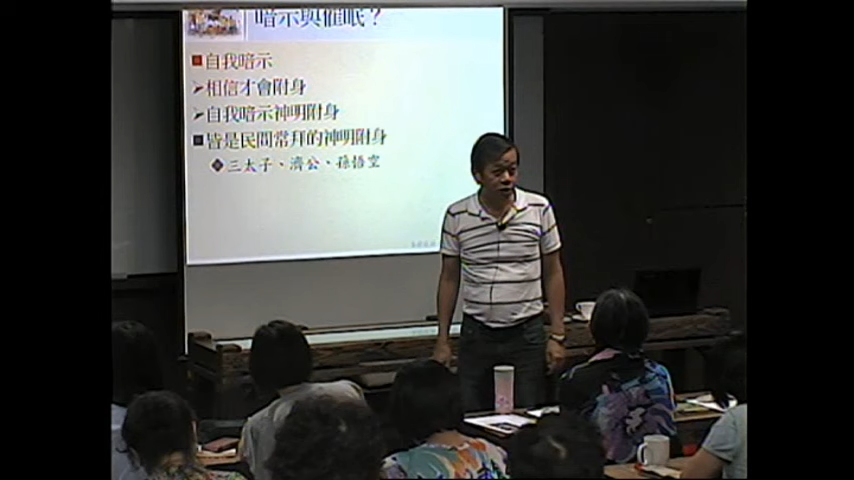 暗示與催眠？
自我暗示
相信才會附身
自我暗示神明附身
皆是民間常拜的神明附身
三太子、濟公、孫悟空